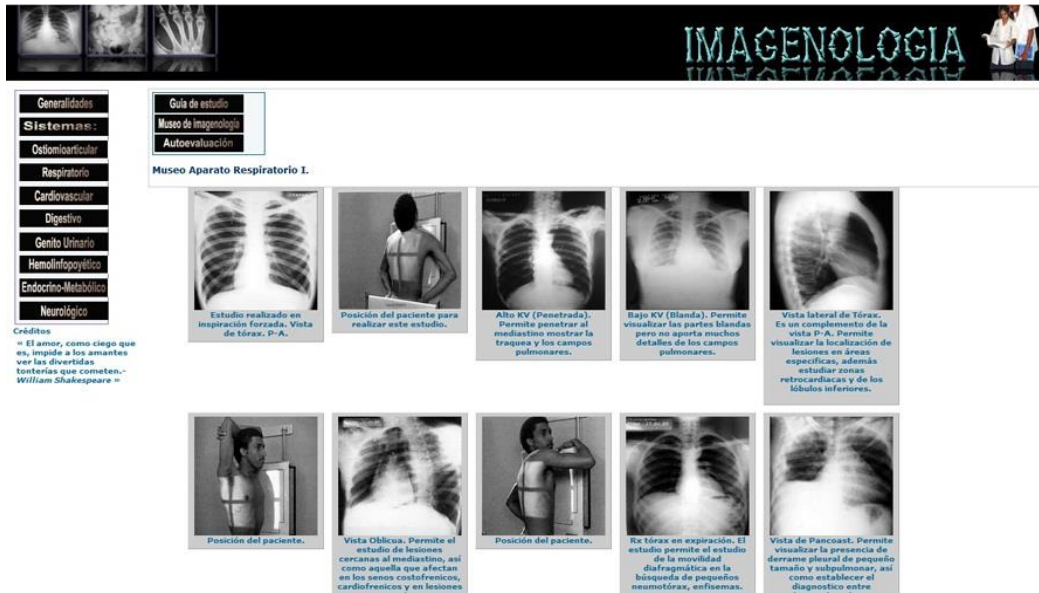 IMAGENOLOGIA
Generalidades
Sistemas:
Ostiomioarticular
Respiratorio
Cardiovascular
Digestivo
Genito Urinario
Hemolinfopoyético
Endocrino-Metabólico
Neurológico
Créditos
« El amor, como ciego que
es, impide a los amantes
ver las divertidas
tonterías que cometen.-
William Shakespeare »
Guía de estudio
Museo de imagenología
Autoevaluación
Museo Aparato Respiratorio I.
Estudio realizado en
inspiración forzada. Vista
de tórax. P-A.
Posición del paciente para
realizar este estudio.
Alto KV (Penetrada).
Permite penetrar al
mediastino mostrar la
traquea y los campos
pulmonares.
Bajo KV (Blanda). Permite
visualizar las partes blandas
pero no aporta muchos
detalles de los campos
pulmonares.
Vista lateral de Tórax.
Es un complemento de la
vista P-A. Permite
visualizar la localización de
lesiones en áreas
especificas, además
estudiar zonas
retrocardiacas y de los
lóbulos inferiores.
Posición del paciente.
Vista Oblicua. Permite el
estudio de lesiones
cercanas al mediastino, así
como aquella que afectan
en los senos costofrenicos,
cardiofrenicos y en lesiones
Posición del paciente.
Rx tórax en expiración. El
estudio permite el estudio
de la movilidad
diafragmática en la
búsqueda de pequeños
neumotórax, enfisemas.
Vista de Pancoast. Permite
visualizar la presencia de
derrame pleural de pequeño
tamaño y subpulmonar, así
como establecer el
diagnostico entre